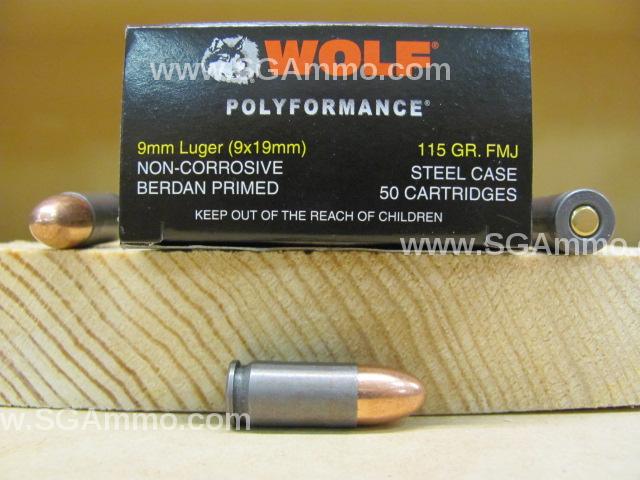 WOLF®
www.SGAmmo.com
POLYFORMANCE®
9mm Luger (9x19mm) 115 GR. FMJ
NON-CORROSIVE STEEL CASE
BERDAN PRIMED 50 CARTRIDGES
KEEP OUT OF THE REACH OF CHILDREN
www.SGAmmo.com
www.SGAmmo.com